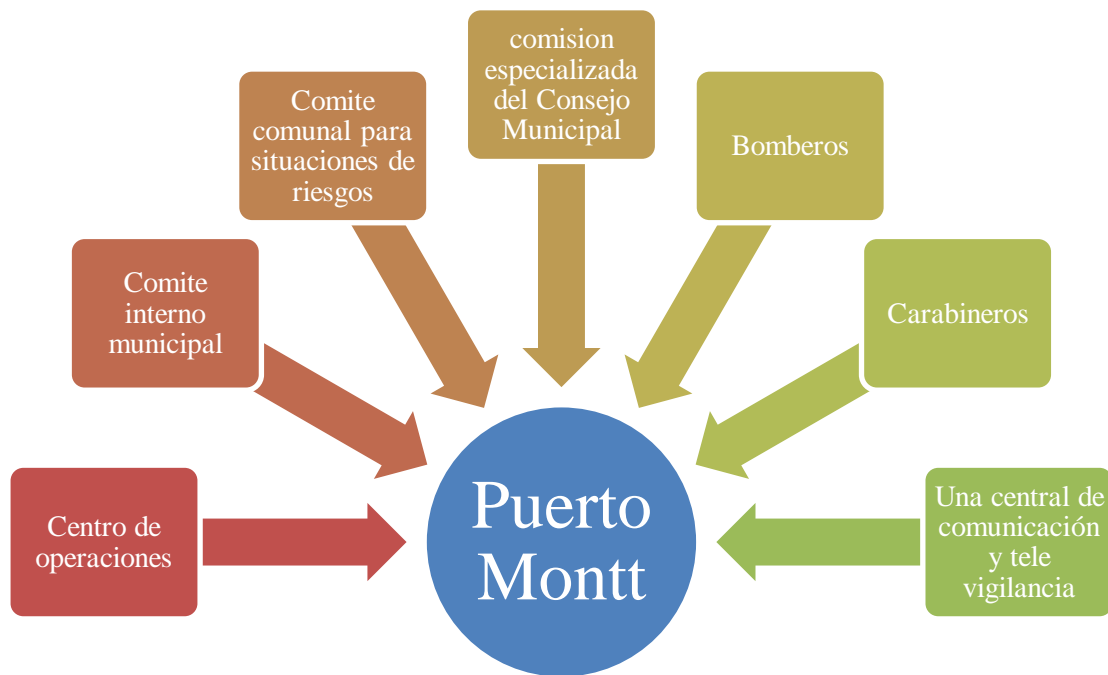 comision
especializada
del Consejo
Municipal
Comite
comunal para
situaciones de
riesgos
Bomberos
Comite
interno
municipal
Carabineros
Centro de
operaciones
Puerto
Montt
Una central de
comunicación
y tele
vigilancia